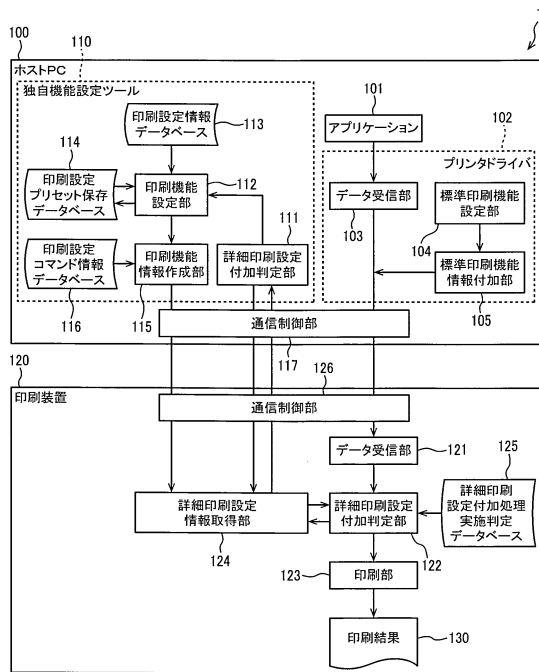 1
100
110
ホストPC
独自機能設定ツール
印刷設定情報
データベース
113
101
アプリケーション
102
プリンタドライバ
114
印刷設定
プリセット保存
データベース
印刷機能
設定部
112
111
データ受信部
103
標準印刷機能
設定部
104
印刷設定
コマンド情報
データベース
116
印刷機能
情報作成部
115
詳細印刷設定
付加判定部
標準印刷機能
情報付加部
105
通信制御部
117
120
印刷装置
126
通信制御部
データ受信部
121
125
詳細印刷
設定付加処理
実施判定
データベース
詳細印刷設定
情報取得部
124
詳細印刷設定
付加判定部
122
123
印刷部
印刷結果
130